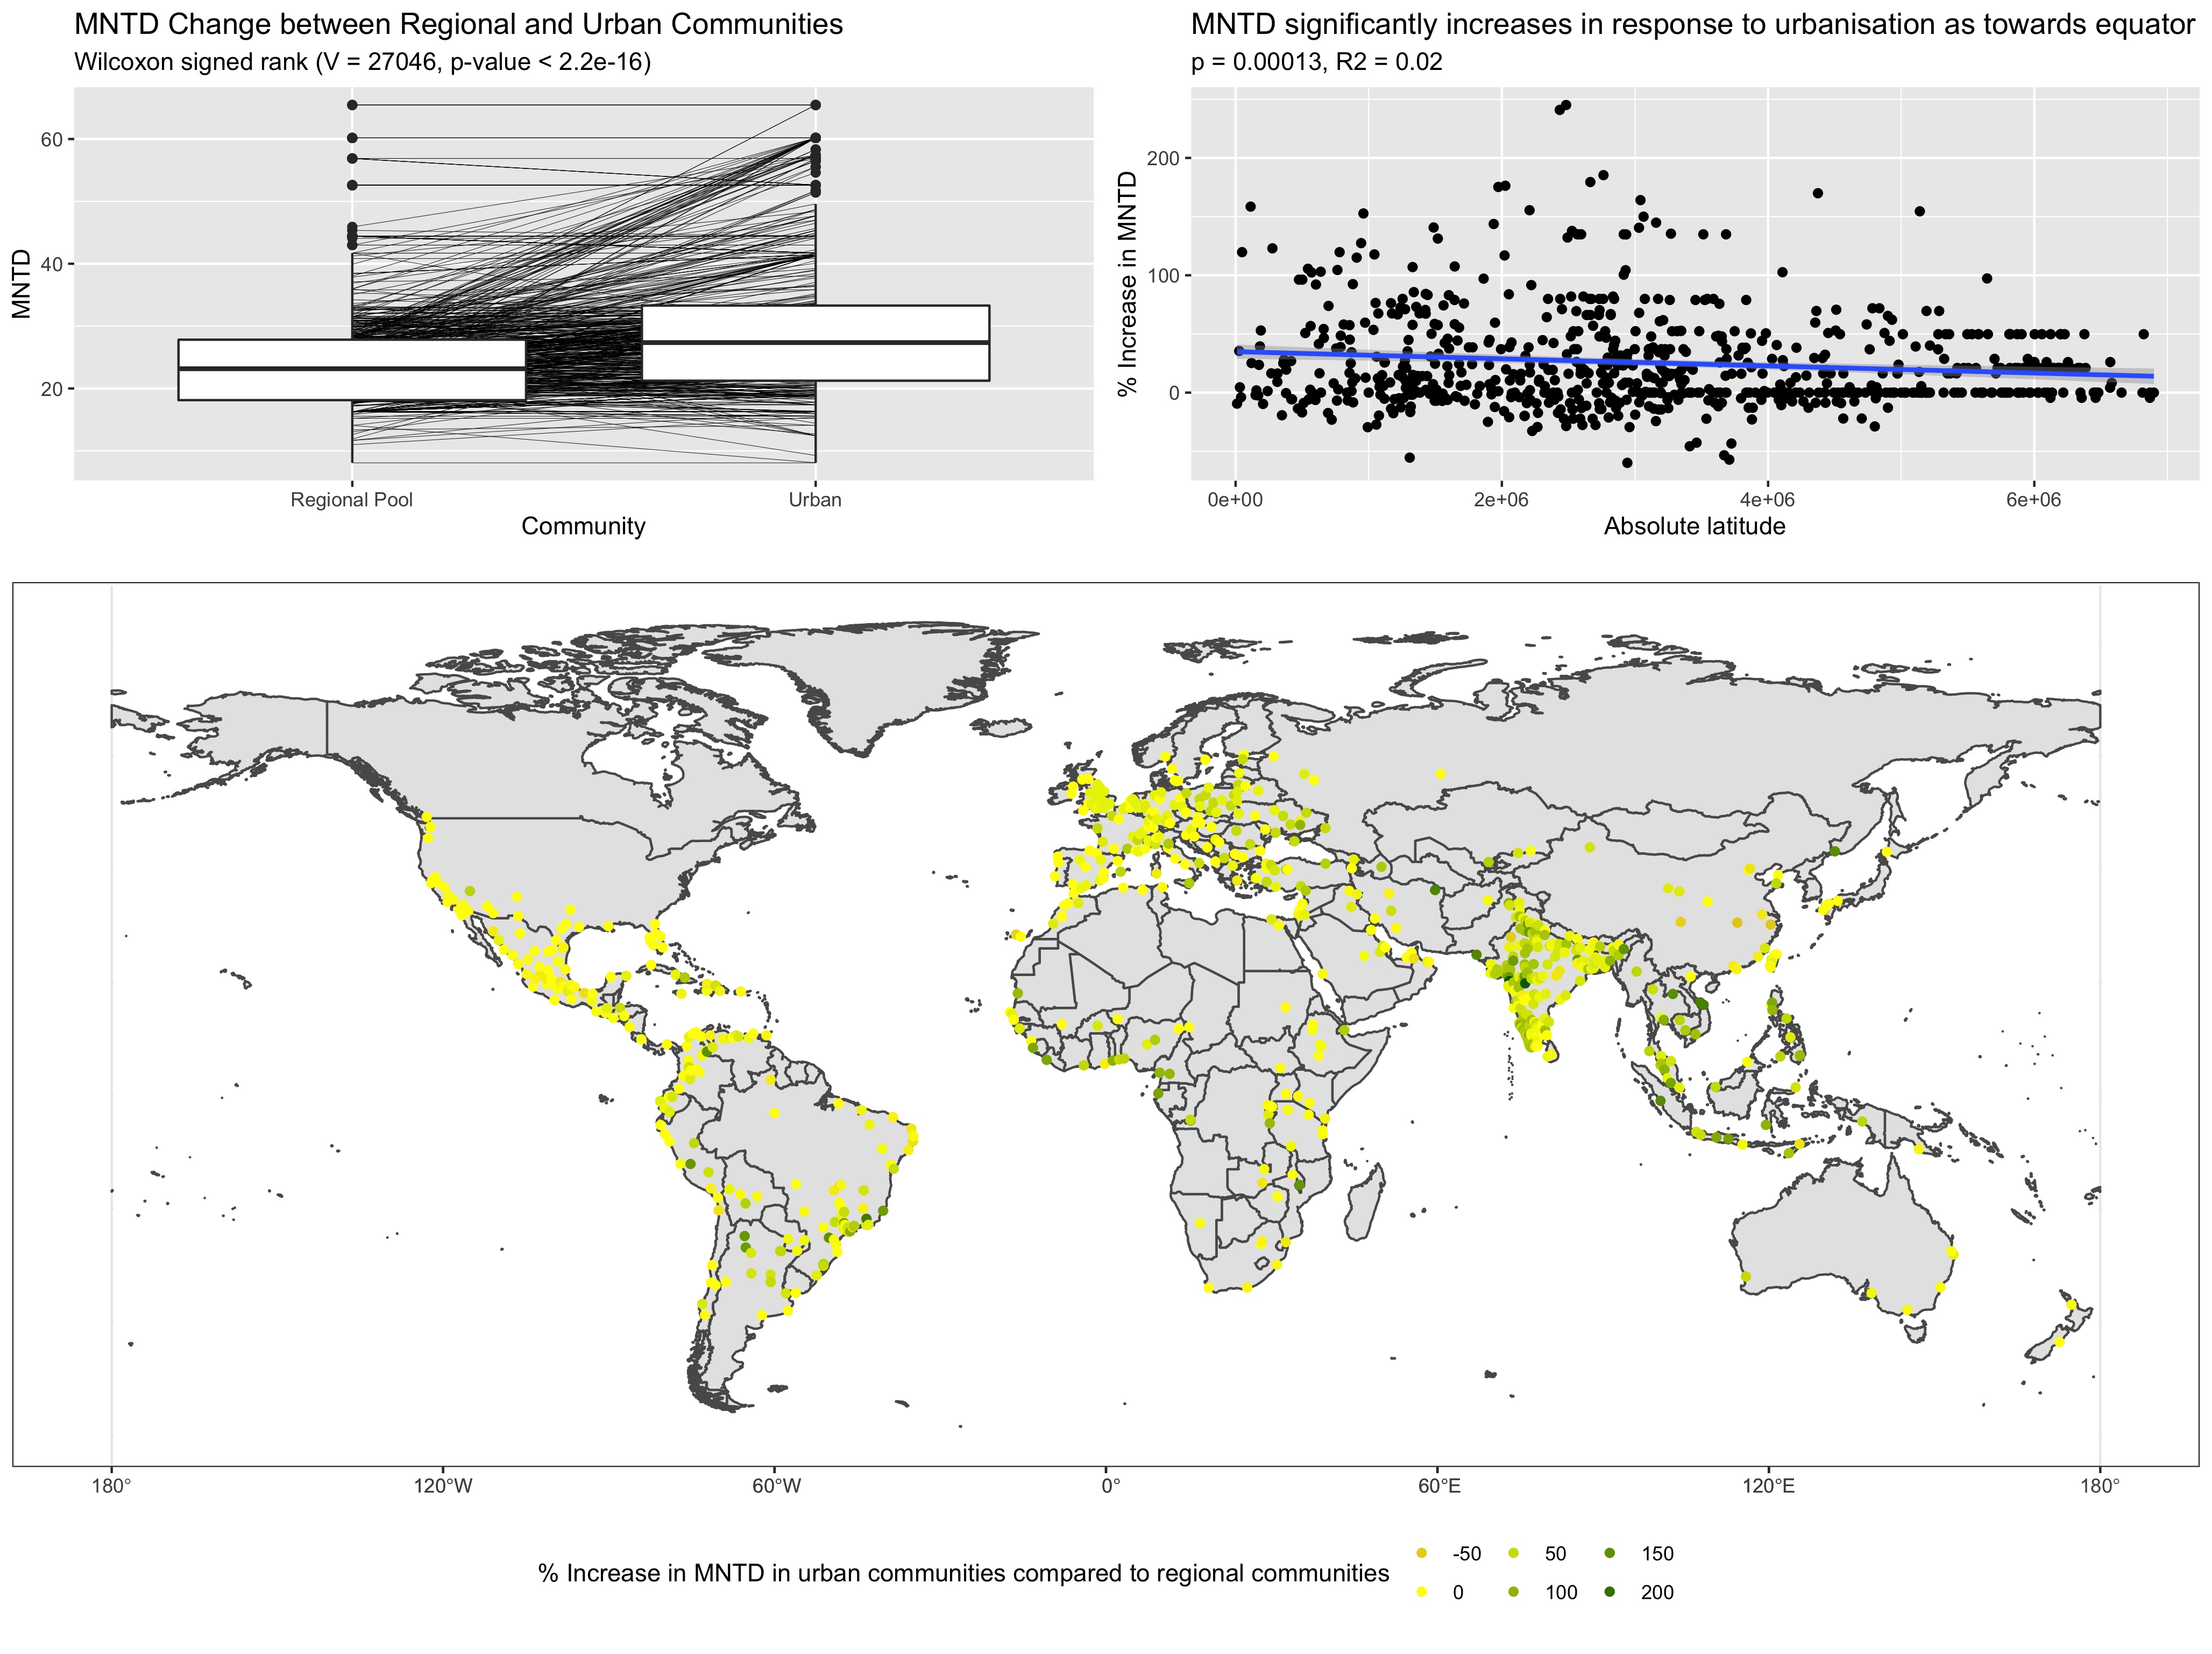 MNTD Change between Regional and Urban Communities
Wilcoxon signed rank (V = 27046, p-value < 2.2e-16)
MNTD
60
40
20
Regional Pool
Urban
Community
MNTD significantly increases in response to urbanisation as towards equator
p = 0.00013, R2 = 0.02
% Increase in MNTD
200
100
0
0e+00
2e+06
4e+06
6e+06
Absolute latitude
180°
120°W
60°W
0°
60°E
120°E
180°
% Increase in MNTD in urban communities compared to regional communities
-50
50
150
0
100
200